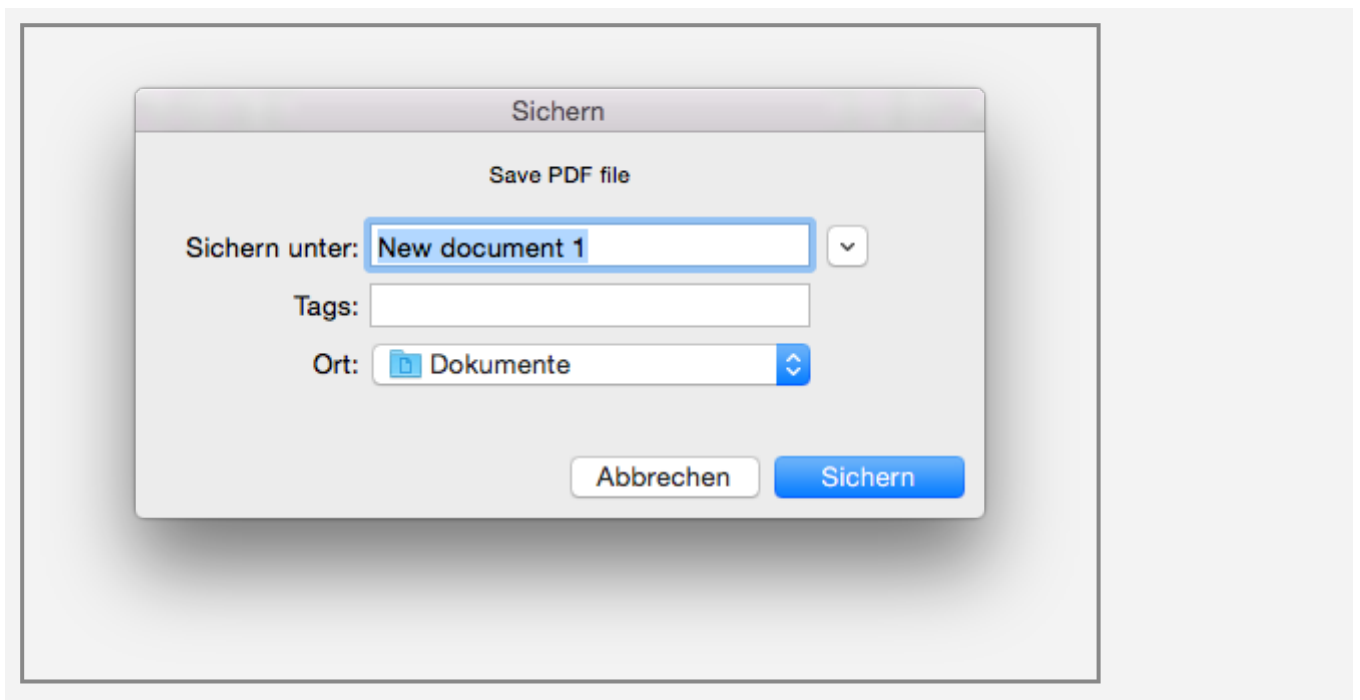 Sichern
Save PDF file
Sichern unter: New document 1
Tags:
Ort: Dokumente
Abbrechen Sichern